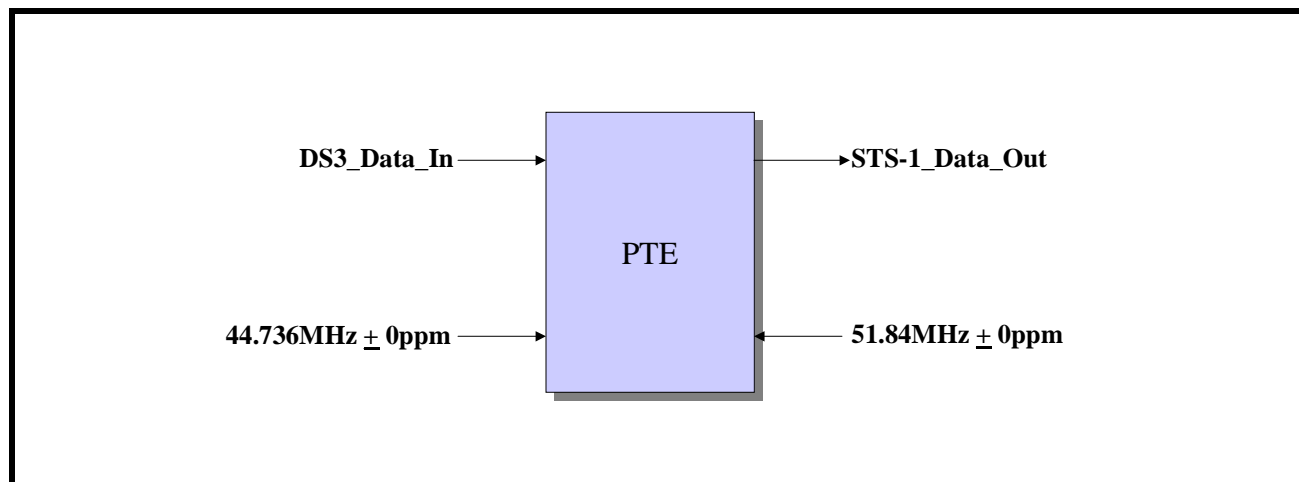 DS3_Data_In
STS-1_Data_Out
PTE
44.736MHz ± 0ppm
51.84MHz ± 0ppm